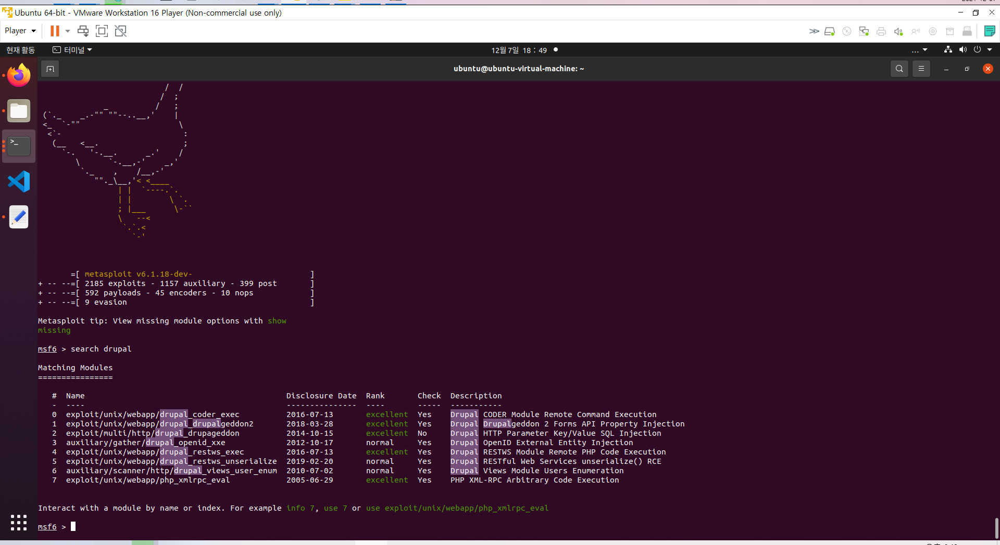 Ubuntu 64-bit - VMware Workstation 16 Player (Non-commercial use only)
Player
현재 활동 터미널 12월 7일 18 : 49 ...
ubuntu@ubuntu-virtual-machine: ~
=[ metasploit v6.1.18-dev- ]
+ -- --=[ 2185 exploits - 1157 auxiliary - 399 post ]
+ -- --=[ 592 payloads - 45 encoders - 10 nops ]
+ -- --=[ 9 evasion ]
Metasploit tip: View missing module options with show
missing
msf6 > search drupal
Matching Modules
================
# Name Disclosure Date Rank Check Description
- ---- --------------- ---- ----- -----------
0 exploit/unix/webapp/drupal_coder_exec 2016-07-13 excellent Yes Drupal CODER Module Remote Command Execution
1 exploit/unix/webapp/drupal_drupalgeddon2 2018-03-28 excellent Yes Drupal Drupalgeddon 2 Forms API Property Injection
2 exploit/multi/http/drupal_drupageddon 2014-10-15 excellent No Drupal HTTP Parameter Key/Value SQL Injection
3 auxiliary/gather/drupal_openid_xxe 2012-10-17 normal Yes Drupal OpenID External Entity Injection
4 exploit/unix/webapp/drupal_restws_exec 2016-07-13 excellent Yes Drupal RESTWS Module Remote PHP Code Execution
5 exploit/unix/webapp/drupal_restws_unserialize 2019-02-20 normal Yes Drupal RESTful Web Services unserialize() RCE
6 auxiliary/scanner/http/drupal_views_user_enum 2010-07-02 normal Yes Drupal Views Module Users Enumeration
7 exploit/unix/webapp/php_xmlrpc_eval 2005-06-29 excellent Yes PHP XML-RPC Arbitrary Code Execution
Interact with a module by name or index. For example info 7, use 7 or use exploit/unix/webapp/php_xmlrpc_eval
msf6 >